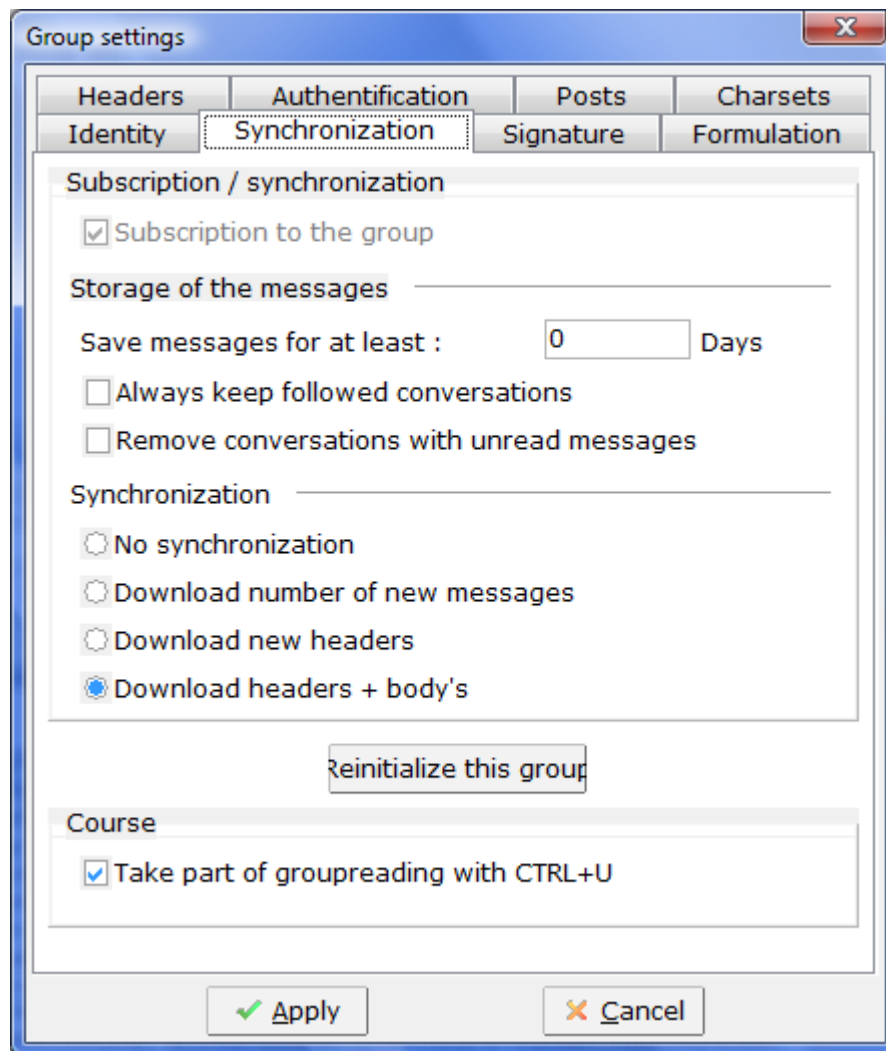 Group settings
Headers Authentification Posts Charsets
Identity Synchronization Signature Formulation
Subscription / synchronization
Subscription to the group
Storage of the messages
Save messages for at least : 0 Days
Always keep followed conversations
Remove conversations with unread messages
Synchronization
No synchronization
Download number of new messages
Download new headers
Download headers + body's
Reinitialize this group
Course
Take part of groupreading with CTRL+U
Apply Cancel